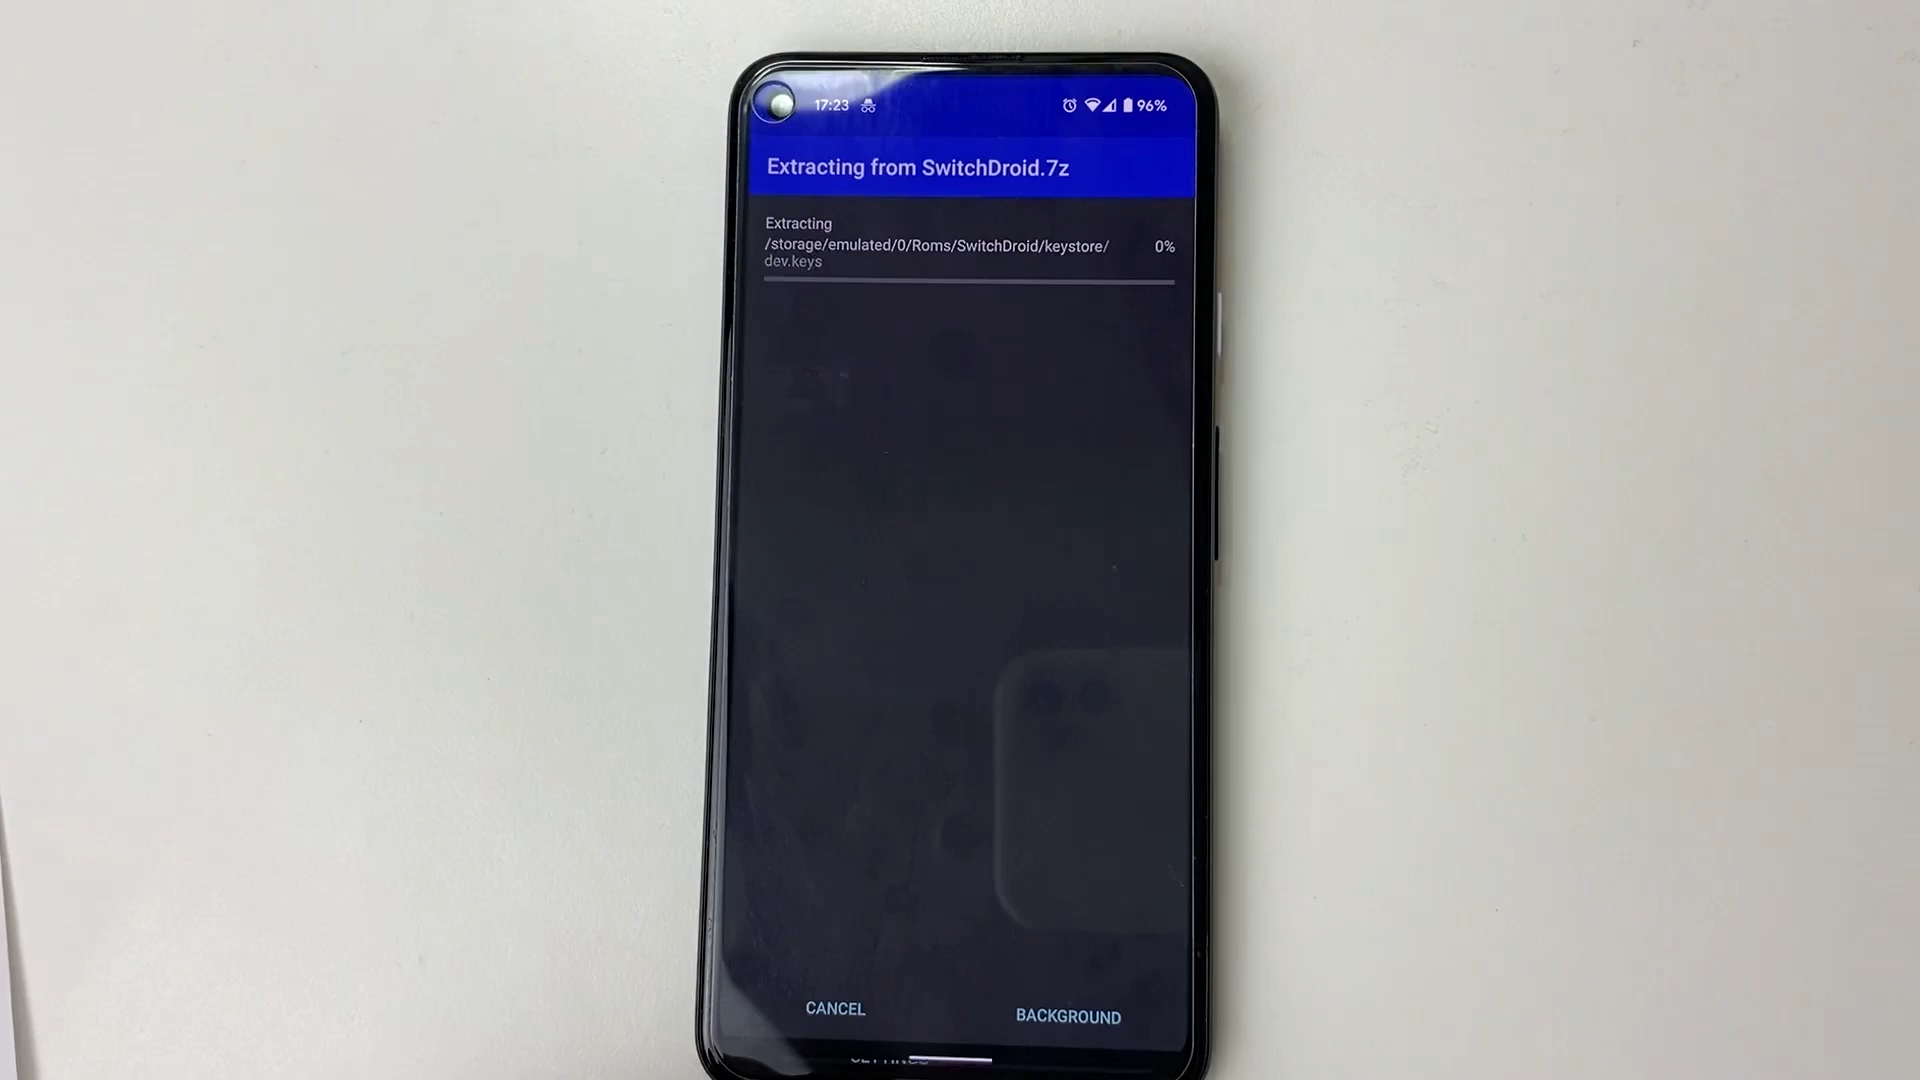 17:23
96%
Extracting from SwitchDroid.7z
Extracting
/storage/emulated/0/Roms/SwitchDroid/keystore/
0%
dev.keys
CANCEL
BACKGROUND